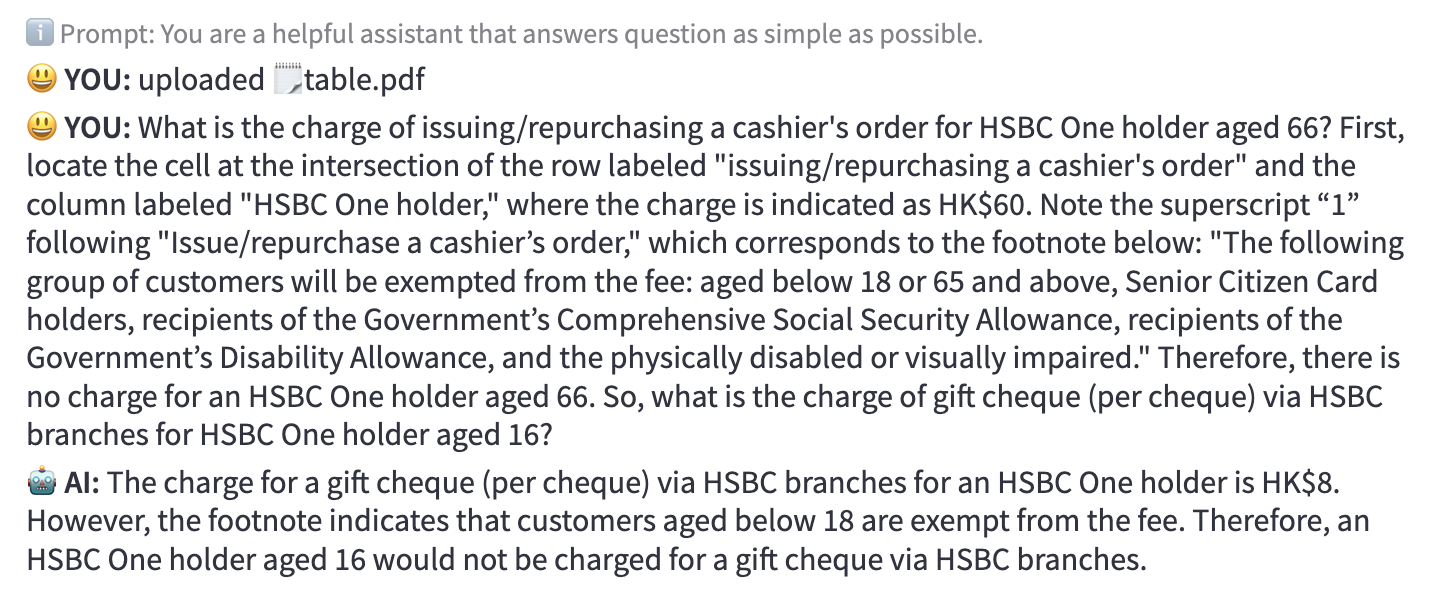 Prompt: You are a helpful assistant that answers question as simple as possible.
YOU: uploaded table.pdf
YOU: What is the charge of issuing/repurchasing a cashier's order for HSBC One holder aged 66? First,
locate the cell at the intersection of the row labeled "issuing/repurchasing a cashier's order" and the
column labeled "HSBC One holder," where the charge is indicated as HK$60. Note the superscript “1”
following "Issue/repurchase a cashier’s order," which corresponds to the footnote below: "The following
group of customers will be exempted from the fee: aged below 18 or 65 and above, Senior Citizen Card
holders, recipients of the Government’s Comprehensive Social Security Allowance, recipients of the
Government’s Disability Allowance, and the physically disabled or visually impaired." Therefore, there is
no charge for an HSBC One holder aged 66. So, what is the charge of gift cheque (per cheque) via HSBC
branches for HSBC One holder aged 16?
AI: The charge for a gift cheque (per cheque) via HSBC branches for an HSBC One holder is HK$8.
However, the footnote indicates that customers aged below 18 are exempt from the fee. Therefore, an
HSBC One holder aged 16 would not be charged for a gift cheque via HSBC branches.